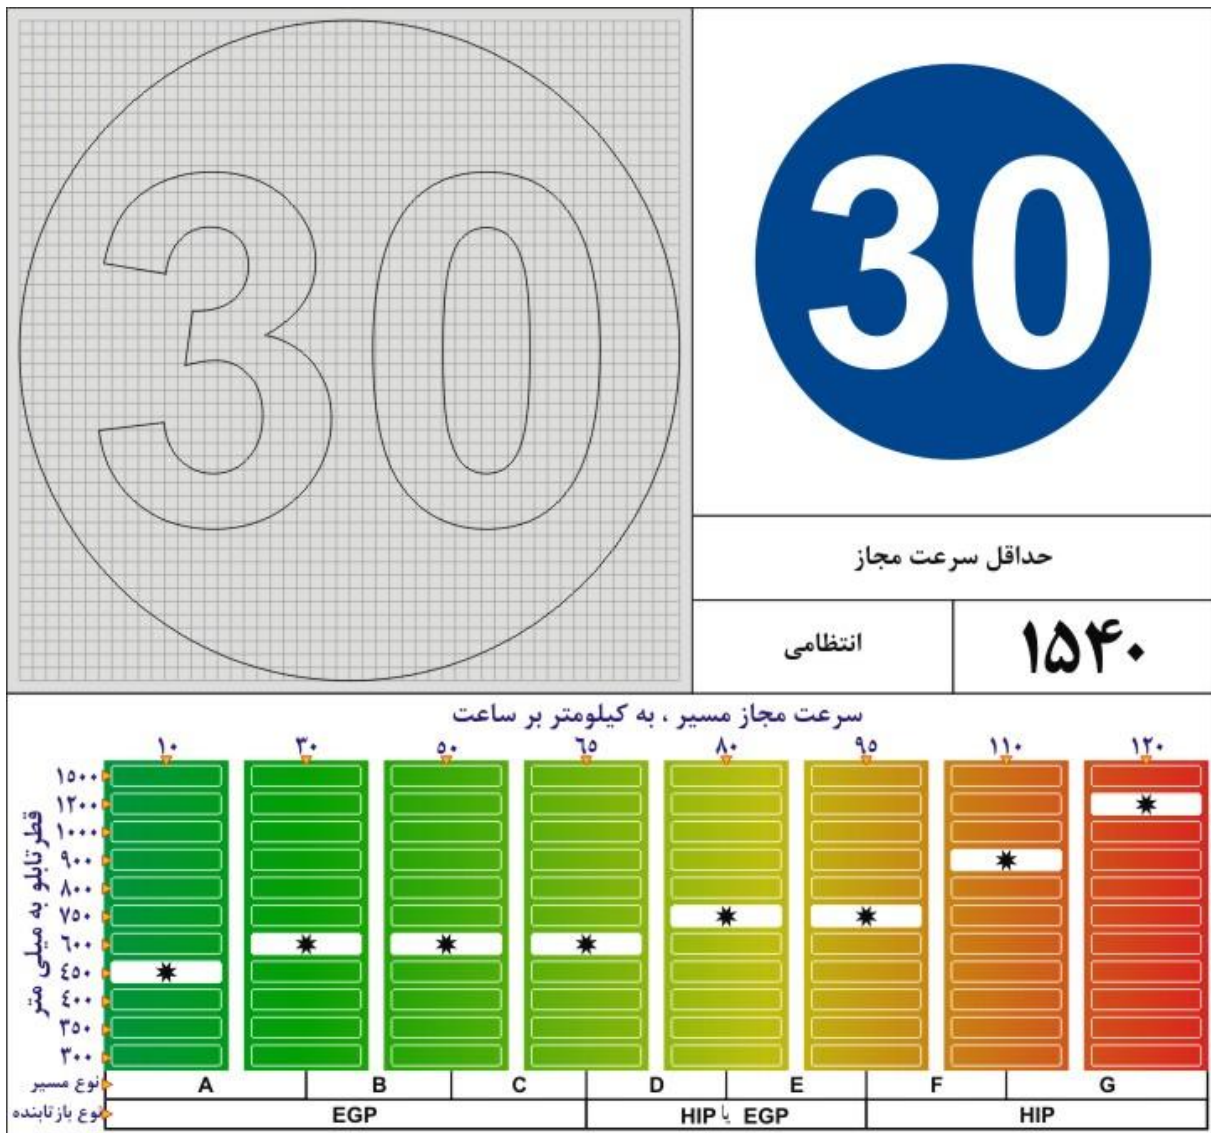 30
30
حداقل سرعت مجاز
۱۵۴۰
انتظامی
سرعت مجاز مسیر ، به کیلومتر بر ساعت
۱۰ ۳۰ ۵۰ ۶۵ ۸۰ ۹۵ ۱۱۰ ۱۲۰
قطر تابلو به میلی متر
۱۵۰۰
۱۲۰۰
۱۰۰۰
۹۰۰
۸۰۰
۷۵۰
۶۰۰
٤٥۰
٤۰۰
۳۵۰
۳۰۰
نوع مسیر A B C D E F G
نوع بازتابنده EGP HIP یا EGP HIP